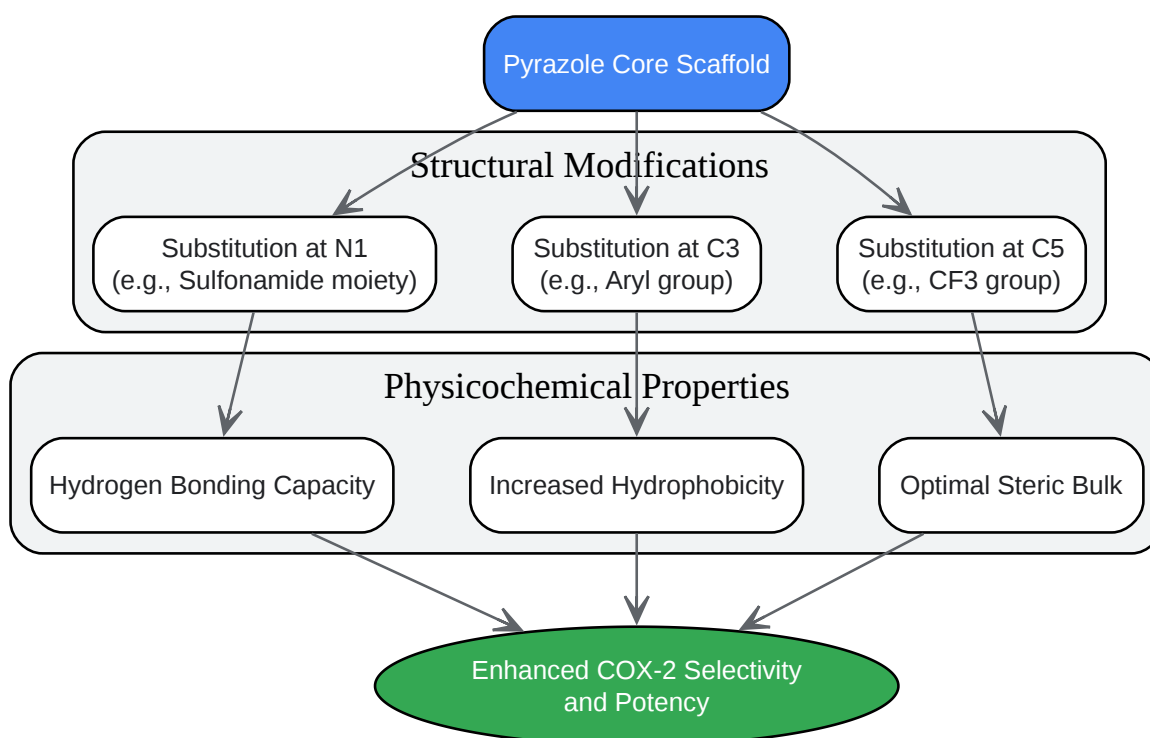 Pyrazole Core Scaffold
Structural Modifications
Substitution at N1
(e.g., Sulfonamide moiety)
Substitution at C3
(e.g., Aryl group)
Substitution at C5
(e.g., CF3 group)
Physicochemical Properties
Hydrogen Bonding Capacity
Increased Hydrophobicity
Optimal Steric Bulk
Enhanced COX-2 Selectivity
and Potency